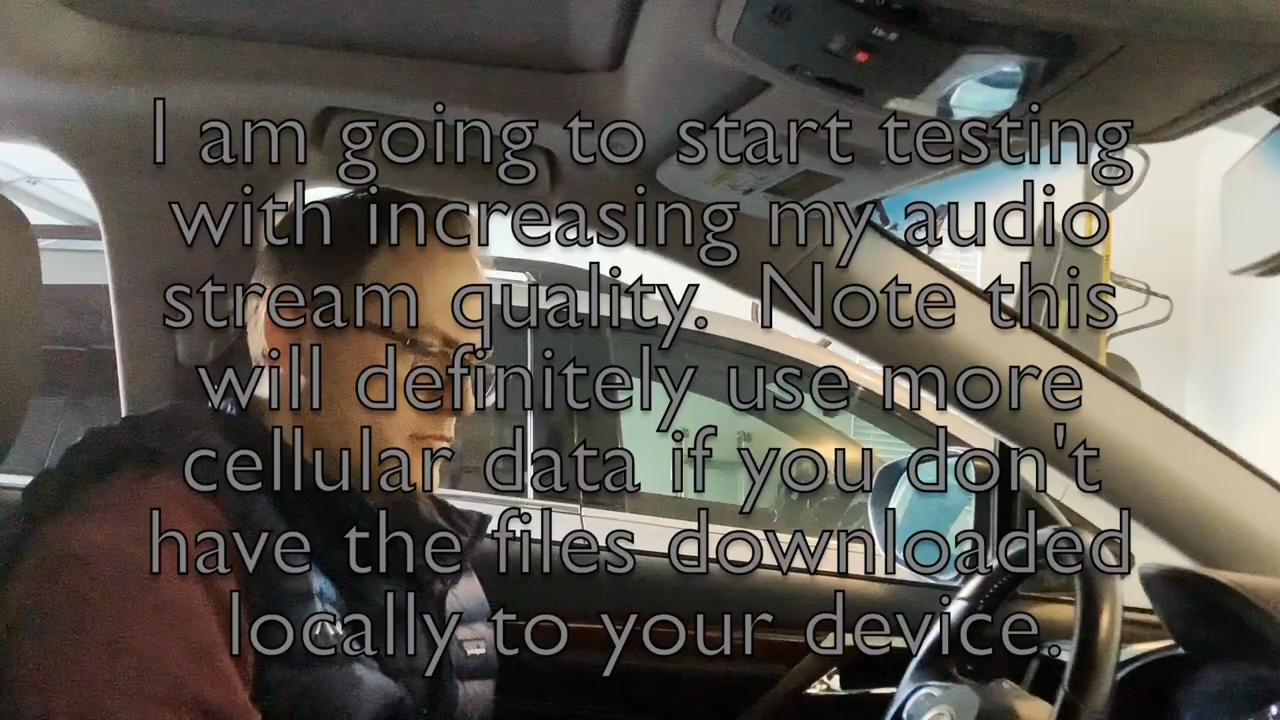 I am going to start testing
with increasing my audio
stream quality.  Note this
will definitely use more
cellular data if you don't
have the files downloaded
locally to your device.